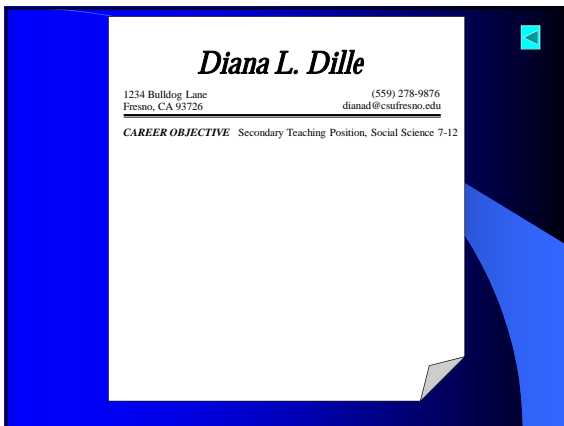 Diana L. Dille
1234 Bulldog Lane (559) 278-9876
Fresno, CA 93726 dianad@csufresno.edu
CAREER OBJECTIVE Secondary Teaching Position, Social Science 7-12